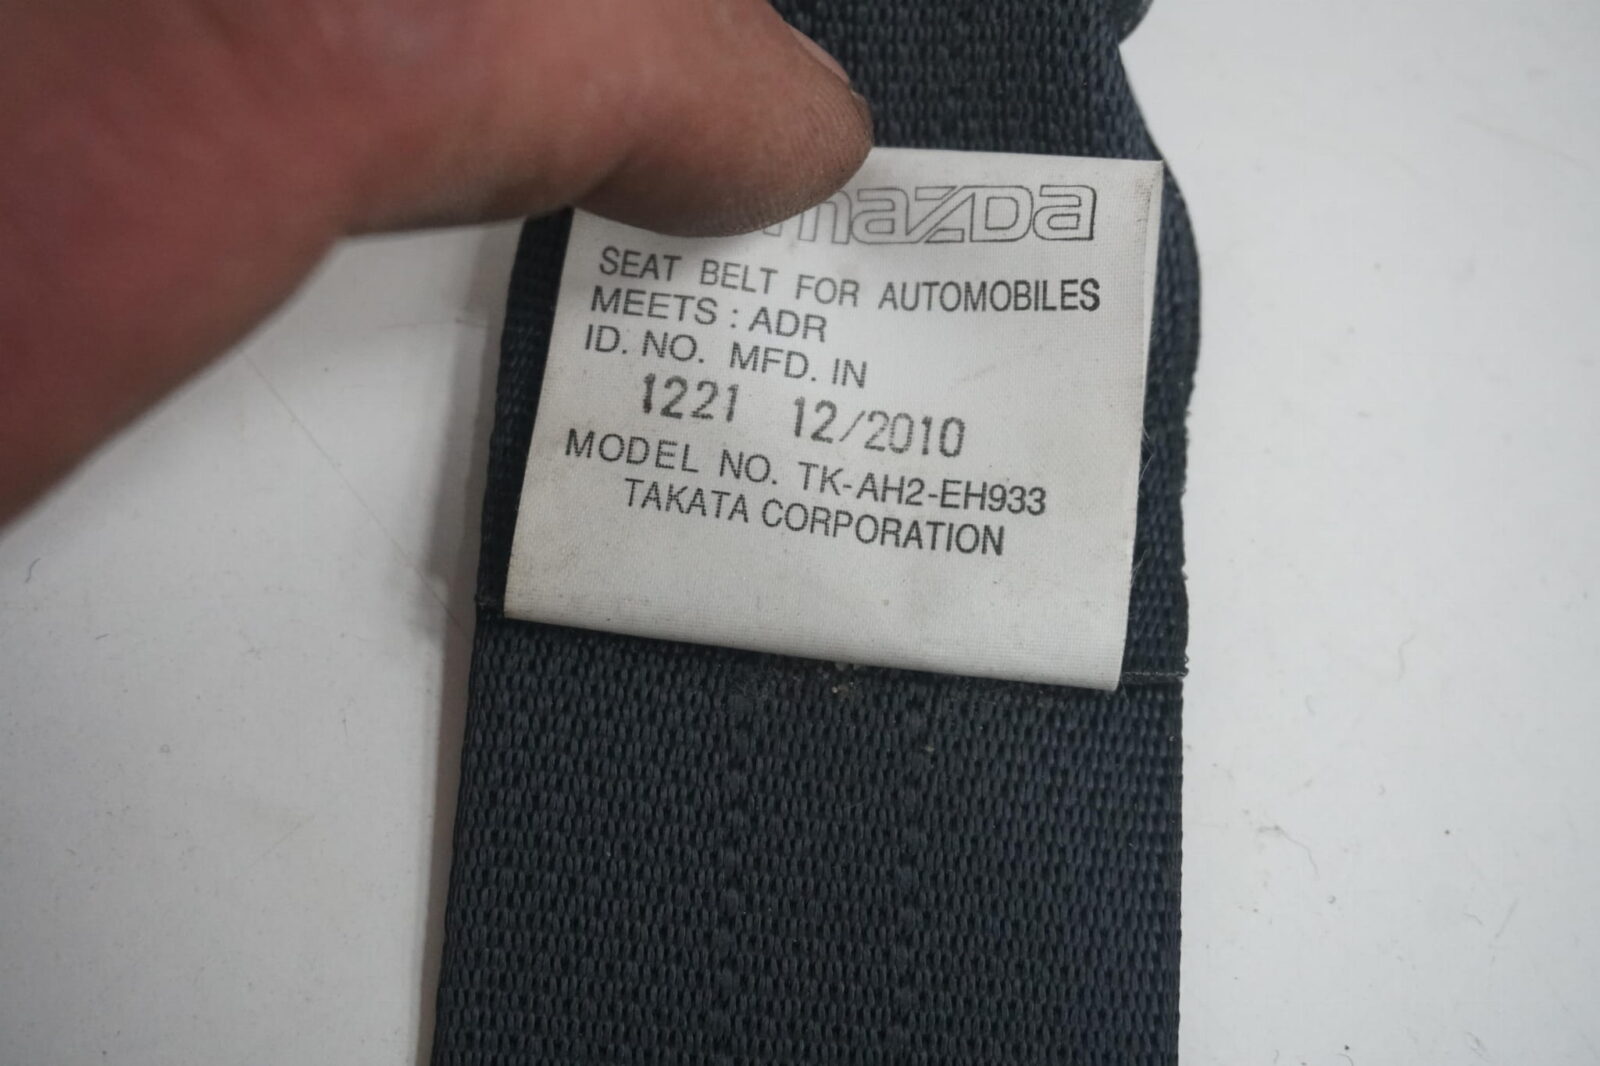 mazda
SEAT BELT FOR AUTOMOBILES
MEETS : ADR
ID. NO. MFD. IN
1221 12/2010
MODEL NO. TK-AH2-EH933
TAKATA CORPORATION